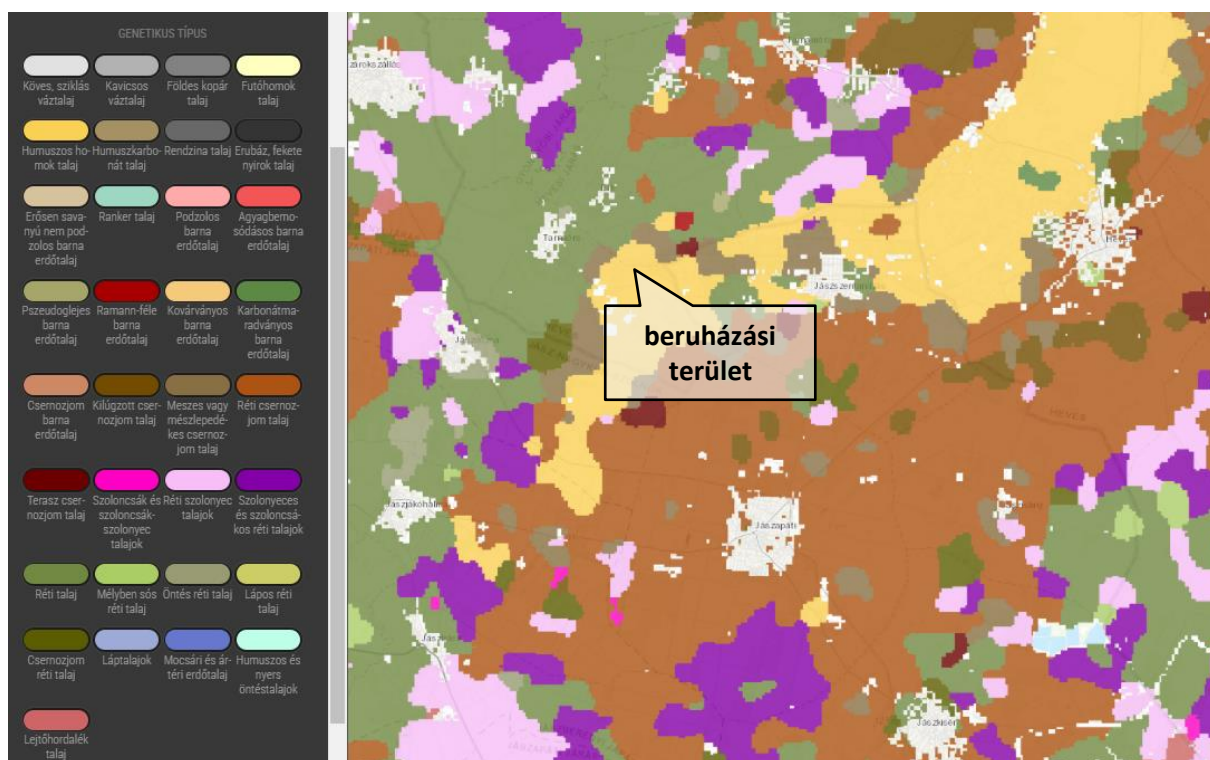 GENETIKUS TÍPUS
Köves, sziklás
váztalaj
Kavicsos
váztalaj
Földes kopár
talaj
Futóhomok
talaj
Humuszos ho-
mok talaj
Humuszkarbo-
nát talaj
Rendzina talaj
Erubáz, fekete
nyirok talaj
Erősen sava-
nyú nem pod-
zolos barna
erdőtalaj
Ranker talaj
Podzolos
barna
erdőtalaj
Agyagbemo-
sódásos barna
erdőtalaj
Pszeudoglejes
barna
erdőtalaj
Ramann-féle
barna
erdőtalaj
Kovárványos
barna
erdőtalaj
Karbonátma-
radványos
barna
erdőtalaj
Csernozjom
barna
erdőtalaj
Kilúgzott cser-
nozjom talaj
Meszes vagy
mészlepedé-
kes csernoz-
jom talaj
Réti csernoz-
jom talaj
Terasz cser-
nozjom talaj
Szoloncsák és
szoloncsák-
szolonyec
talajok
Réti szolonyec
talajok
Szolonyeces
és szoloncsá-
kos réti talajok
Réti talaj
Mélyben sós
réti talaj
Öntés réti talaj
Lápos réti
talaj
Csernozjom
réti talaj
Láptalajok
Mocsári és ár-
téri erdőtalaj
Humuszos és
nyers
öntéstalajok
Lejtőhordalék
talaj
beruházási
terület
Jászapáti
HEVES